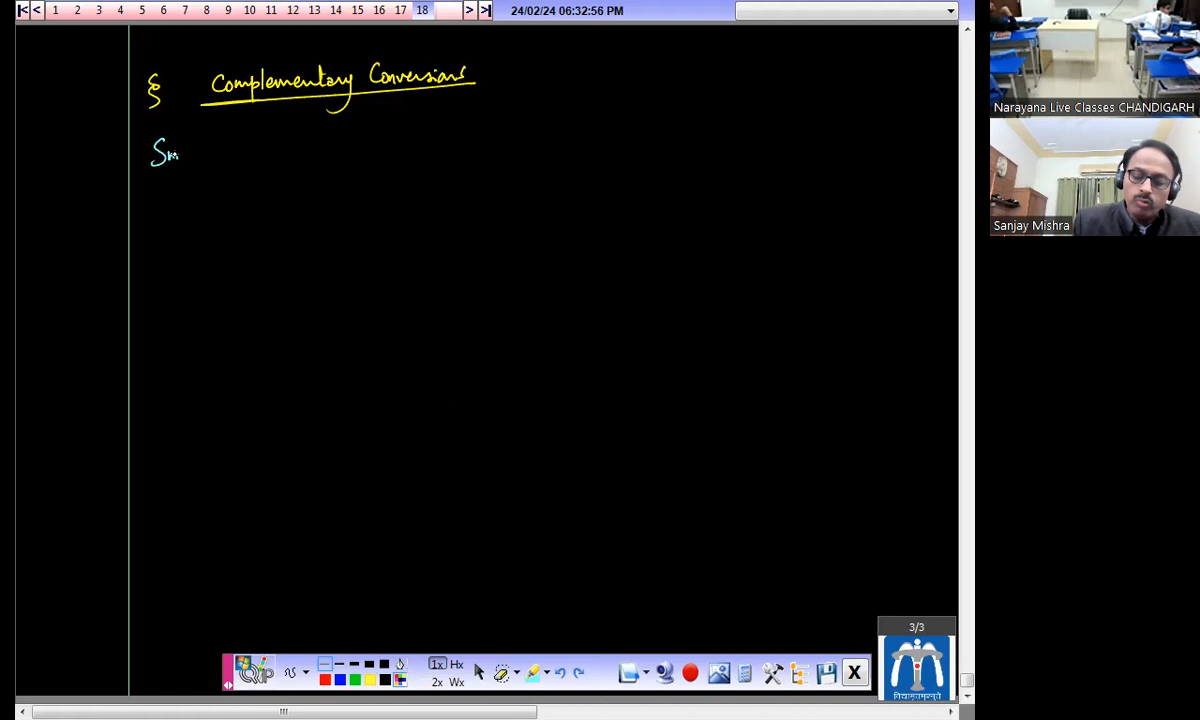 1 2 3 4 5 6 7 8 9 10 11 12 13 14 15 16 17 18
24/02/24 06:32:56 PM
§ Complementary Conversions
Narayana Live Classes CHANDIGARH
Sanjay Mishra
3/3
1x Hx
2x Wx
X